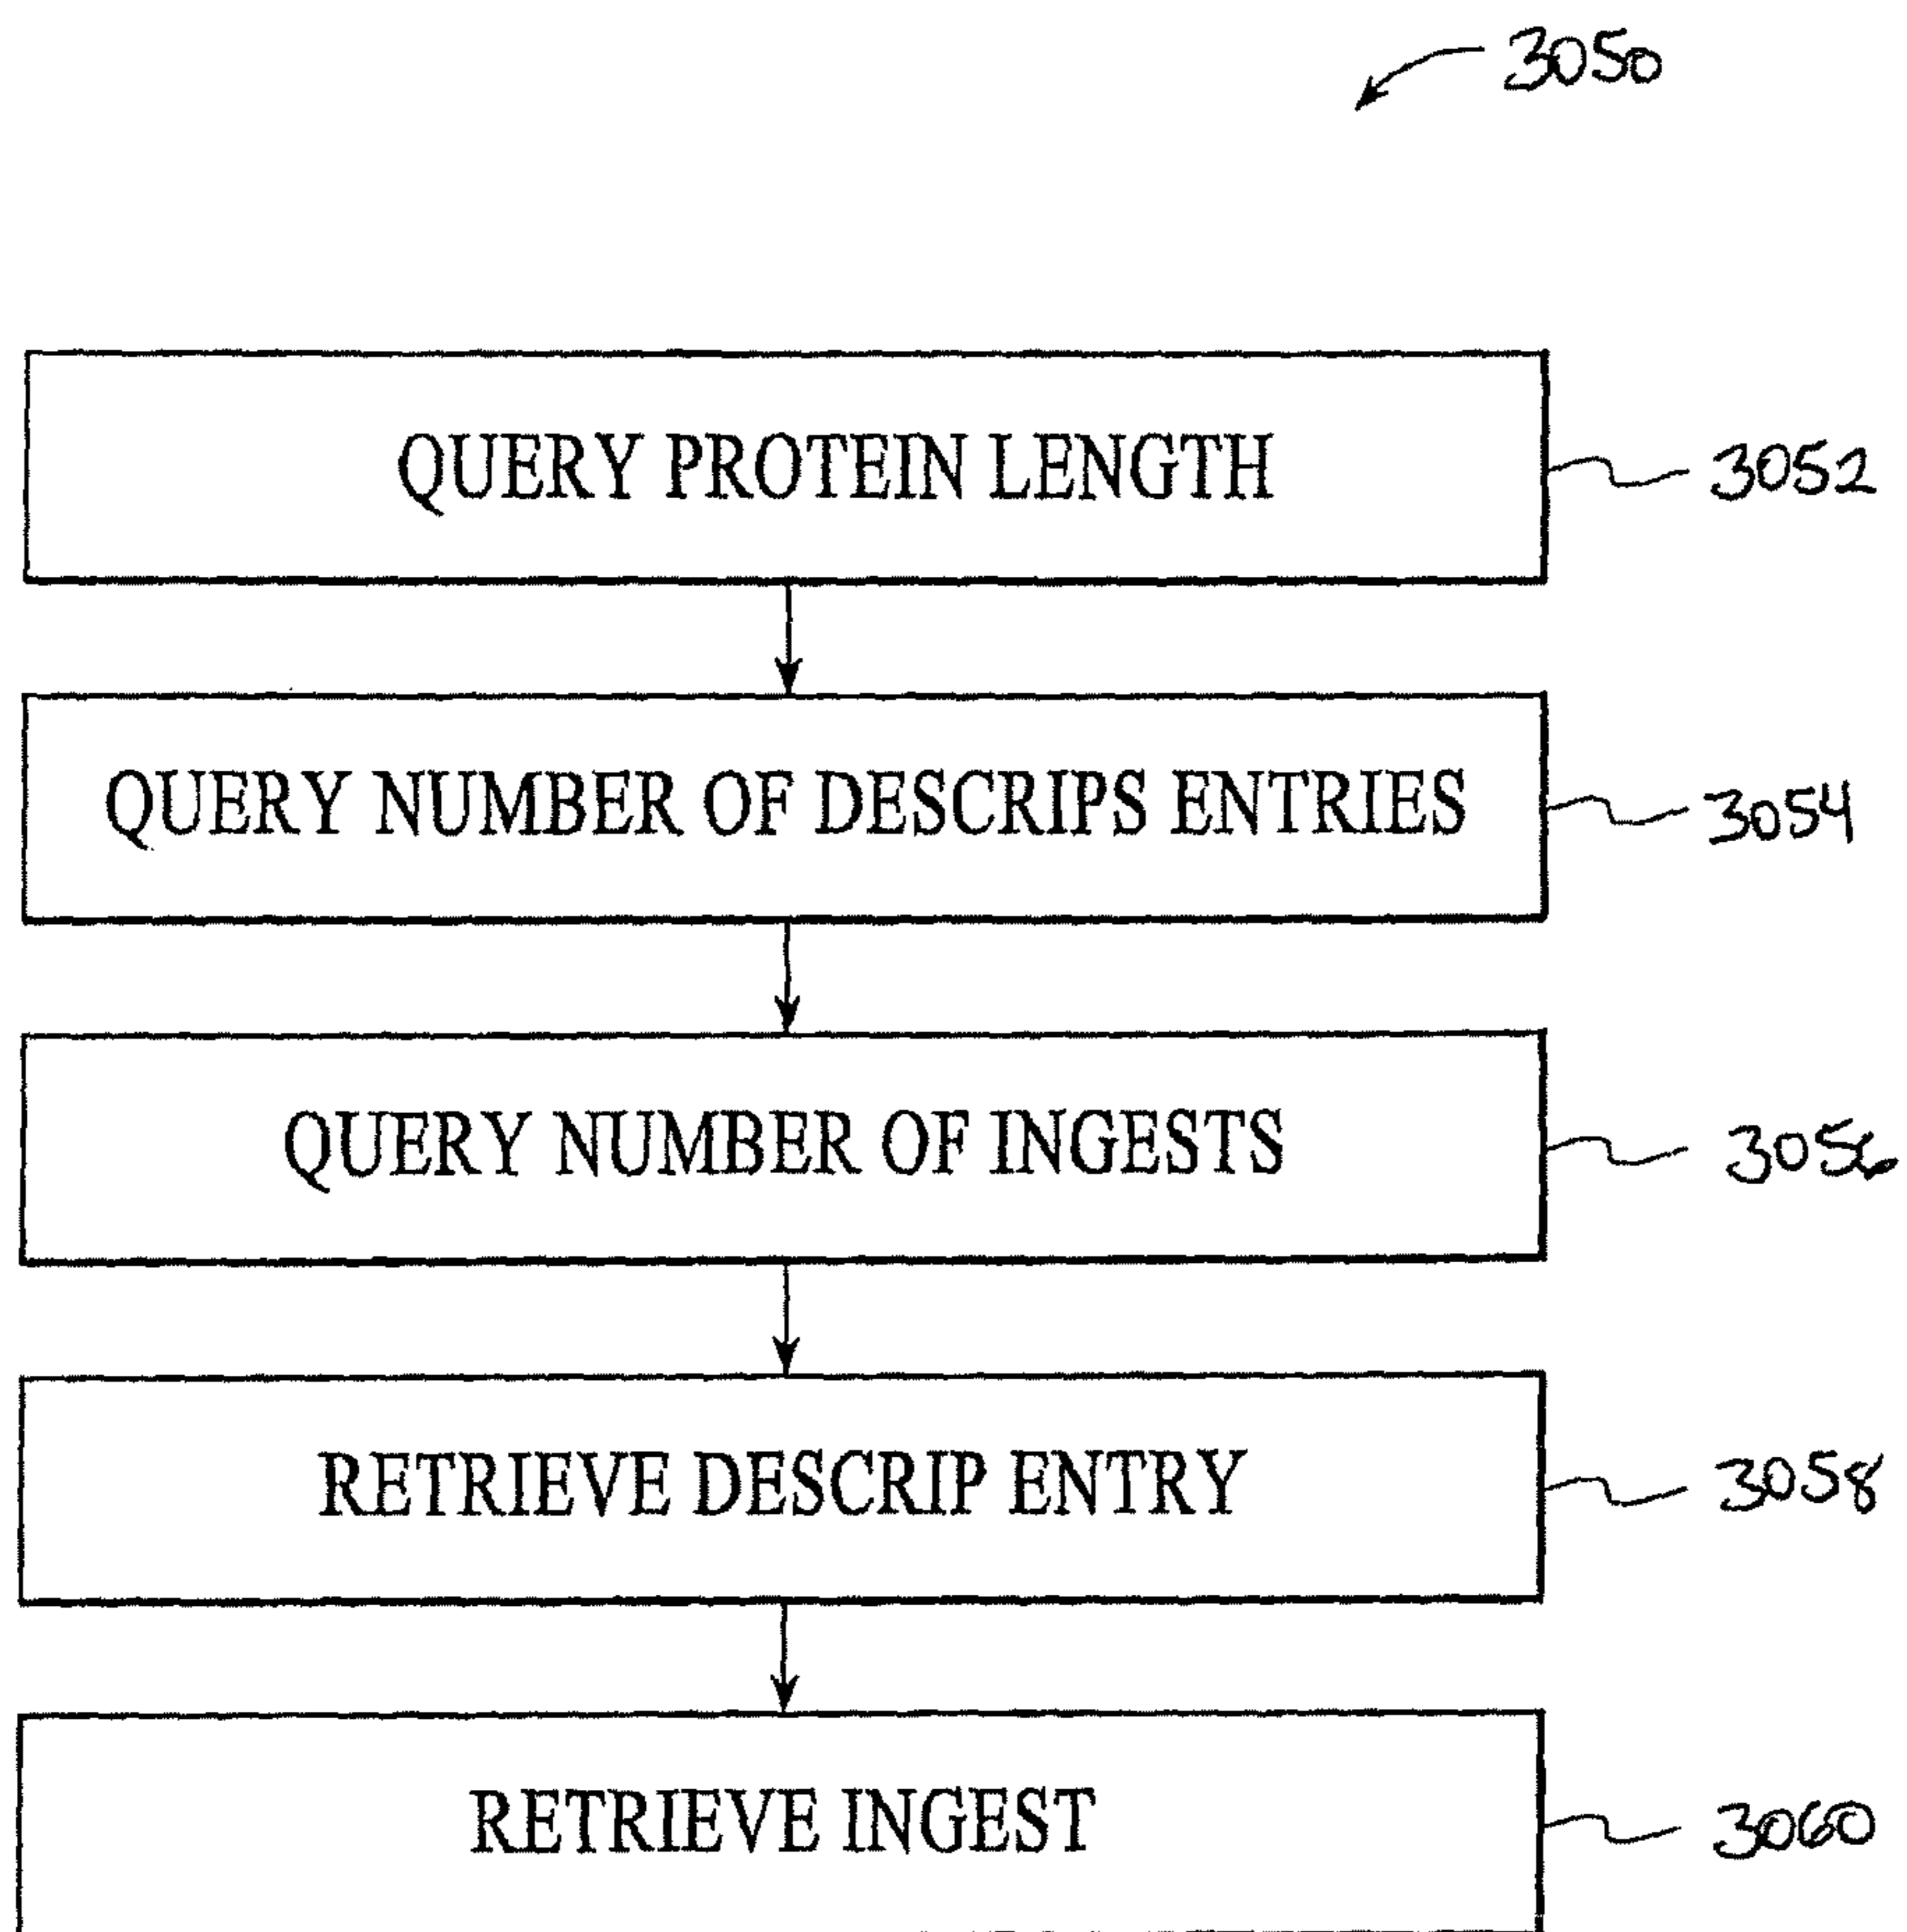 3050
QUERY PROTEIN LENGTH
3052
QUERY NUMBER OF DESCRIPS ENTRIES
3054
QUERY NUMBER OF INGESTS
3056
RETRIEVE DESCRIP ENTRY
3058
RETRIEVE INGEST
3060